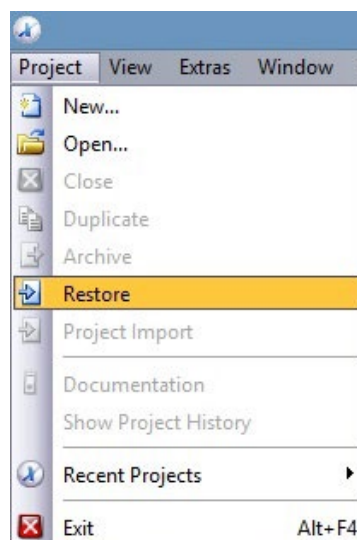 Project View Extras Window
New...
Open...
Close
Duplicate
Archive
Restore
Project Import
Documentation
Show Project History
Recent Projects
Exit Alt+F4